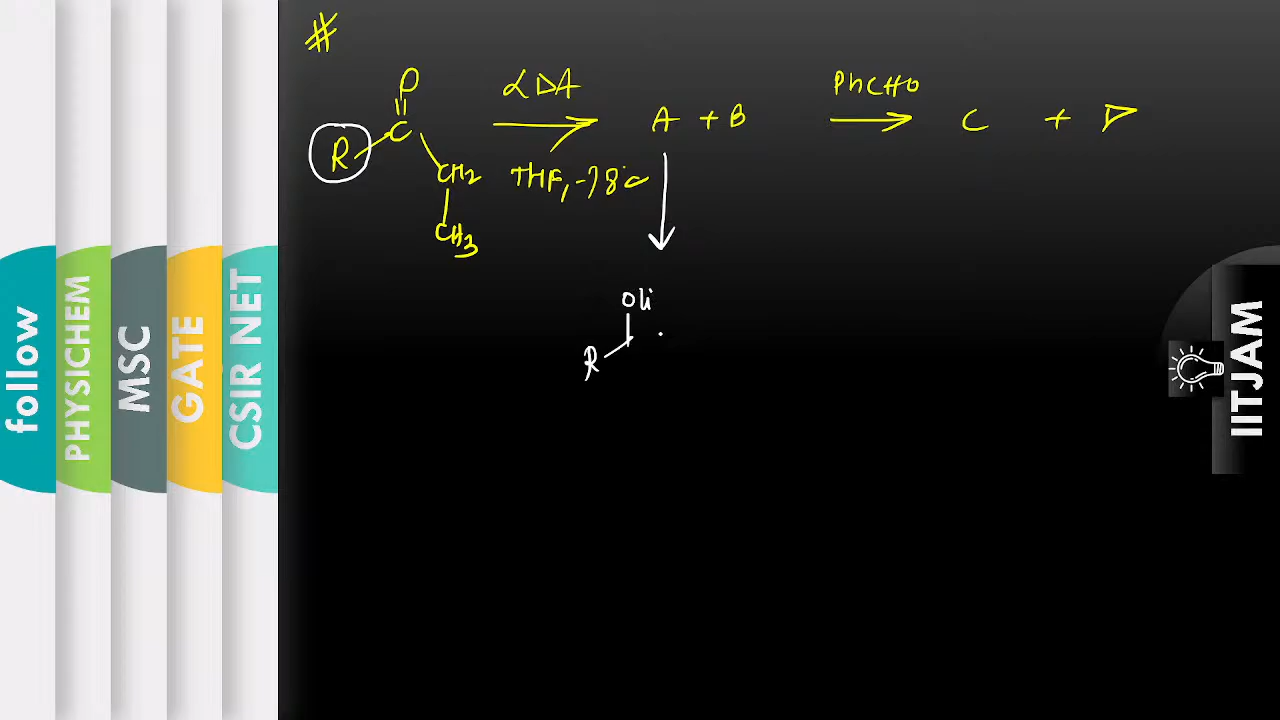 #
O
R C CH2 CH3
LDA
THF, -78°C
A + B
PhCHO
C + D
OLi
R
follow
PHYSICHEM
MSC
GATE
CSIR NET
IITJAM